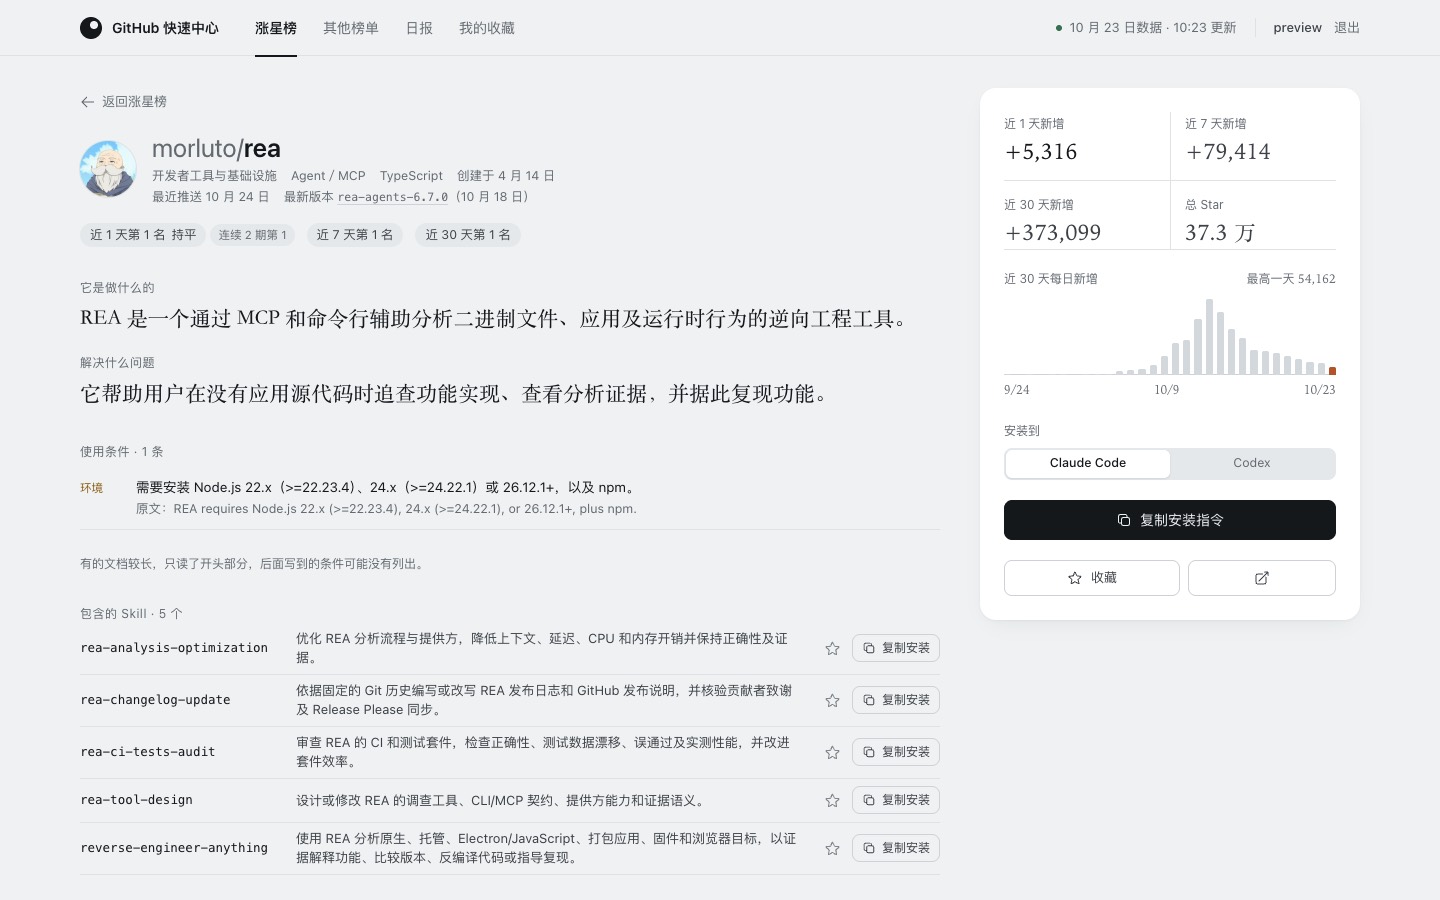 GitHub 快速中心
涨星榜
其他榜单
日报
我的收藏
10 月 23 日数据 · 10:23 更新
preview
退出
返回涨星榜
morluto/rea
开发者工具与基础设施 Agent / MCP TypeScript 创建于 4 月 14 日
最近推送 10 月 24 日 最新版本 rea-agents-6.7.0（10 月 18 日）
近 1 天第 1 名 持平
连续 2 期第 1
近 7 天第 1 名
近 30 天第 1 名
它是做什么的
REA 是一个通过 MCP 和命令行辅助分析二进制文件、应用及运行时行为的逆向工程工具。
解决什么问题
它帮助用户在没有应用源代码时追查功能实现、查看分析证据，并据此复现功能。
使用条件 · 1 条
环境
需要安装 Node.js 22.x（>=22.23.4）、24.x（>=24.22.1）或 26.12.1+，以及 npm。
原文：REA requires Node.js 22.x (>=22.23.4), 24.x (>=24.22.1), or 26.12.1+, plus npm.
有的文档较长，只读了开头部分，后面写到的条件可能没有列出。
包含的 Skill · 5 个
rea-analysis-optimization
优化 REA 分析流程与提供方，降低上下文、延迟、CPU 和内存开销并保持正确性及证
据。
复制安装
rea-changelog-update
依据固定的 Git 历史编写或改写 REA 发布日志和 GitHub 发布说明，并核验贡献者致谢
及 Release Please 同步。
复制安装
rea-ci-tests-audit
审查 REA 的 CI 和测试套件，检查正确性、测试数据漂移、误通过及实测性能，并改进
套件效率。
复制安装
rea-tool-design
设计或修改 REA 的调查工具、CLI/MCP 契约、提供方能力和证据语义。
复制安装
reverse-engineer-anything
使用 REA 分析原生、托管、Electron/JavaScript、打包应用、固件和浏览器目标，以证
据解释功能、比较版本、反编译代码或指导复现。
复制安装
近 1 天新增
+5,316
近 7 天新增
+79,414
近 30 天新增
+373,099
总 Star
37.3 万
近 30 天每日新增
最高一天 54,162
9/24
10/9
10/23
安装到
Claude Code
Codex
复制安装指令
收藏